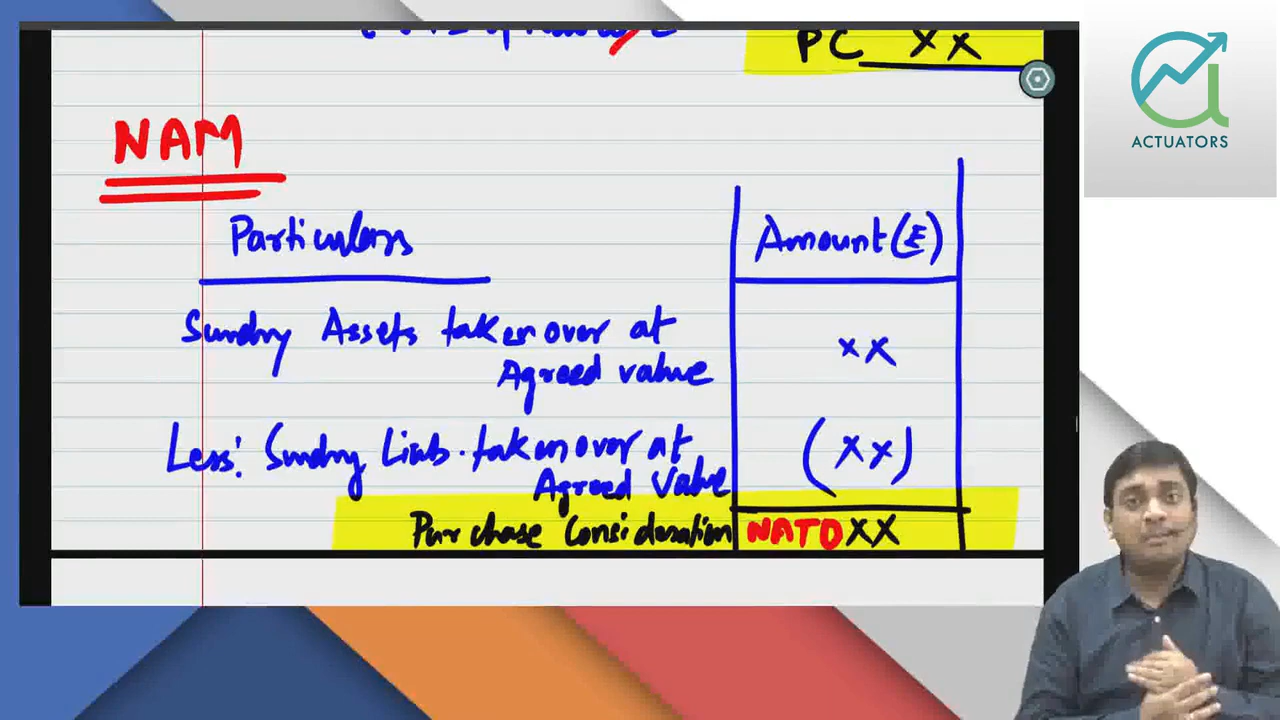 PC XX
ACTUATORS
NAM
Particulars Amount (₹)
Sundry Assets taken over at
Agreed value XX
Less: Sundry Liab. taken over at
Agreed Value (XX)
Purchase Consideration NATO XX